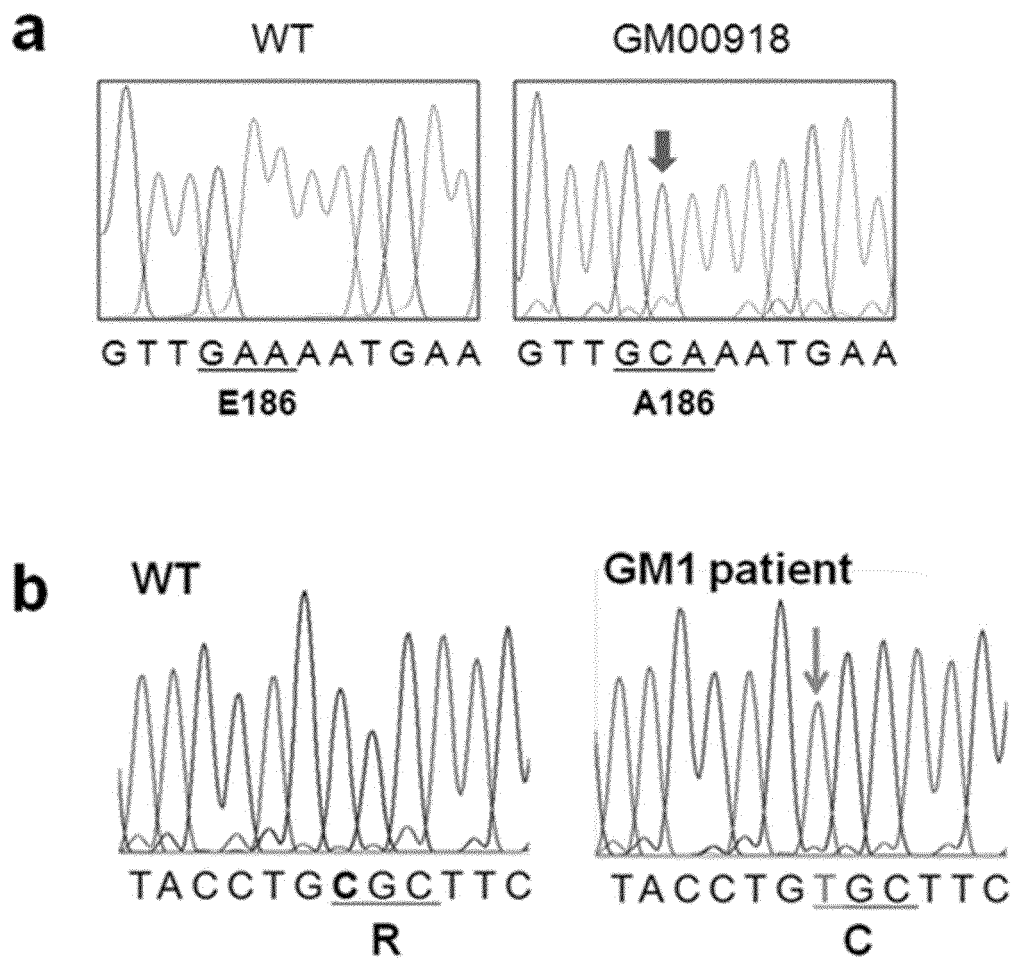 a
WT GM00918
GTTGAAAATGAA GTTGCAAATGAA
E186 A186
b
WT GM1 patient
TACCTGCGCTTC TACCTGTGCTTC
R C